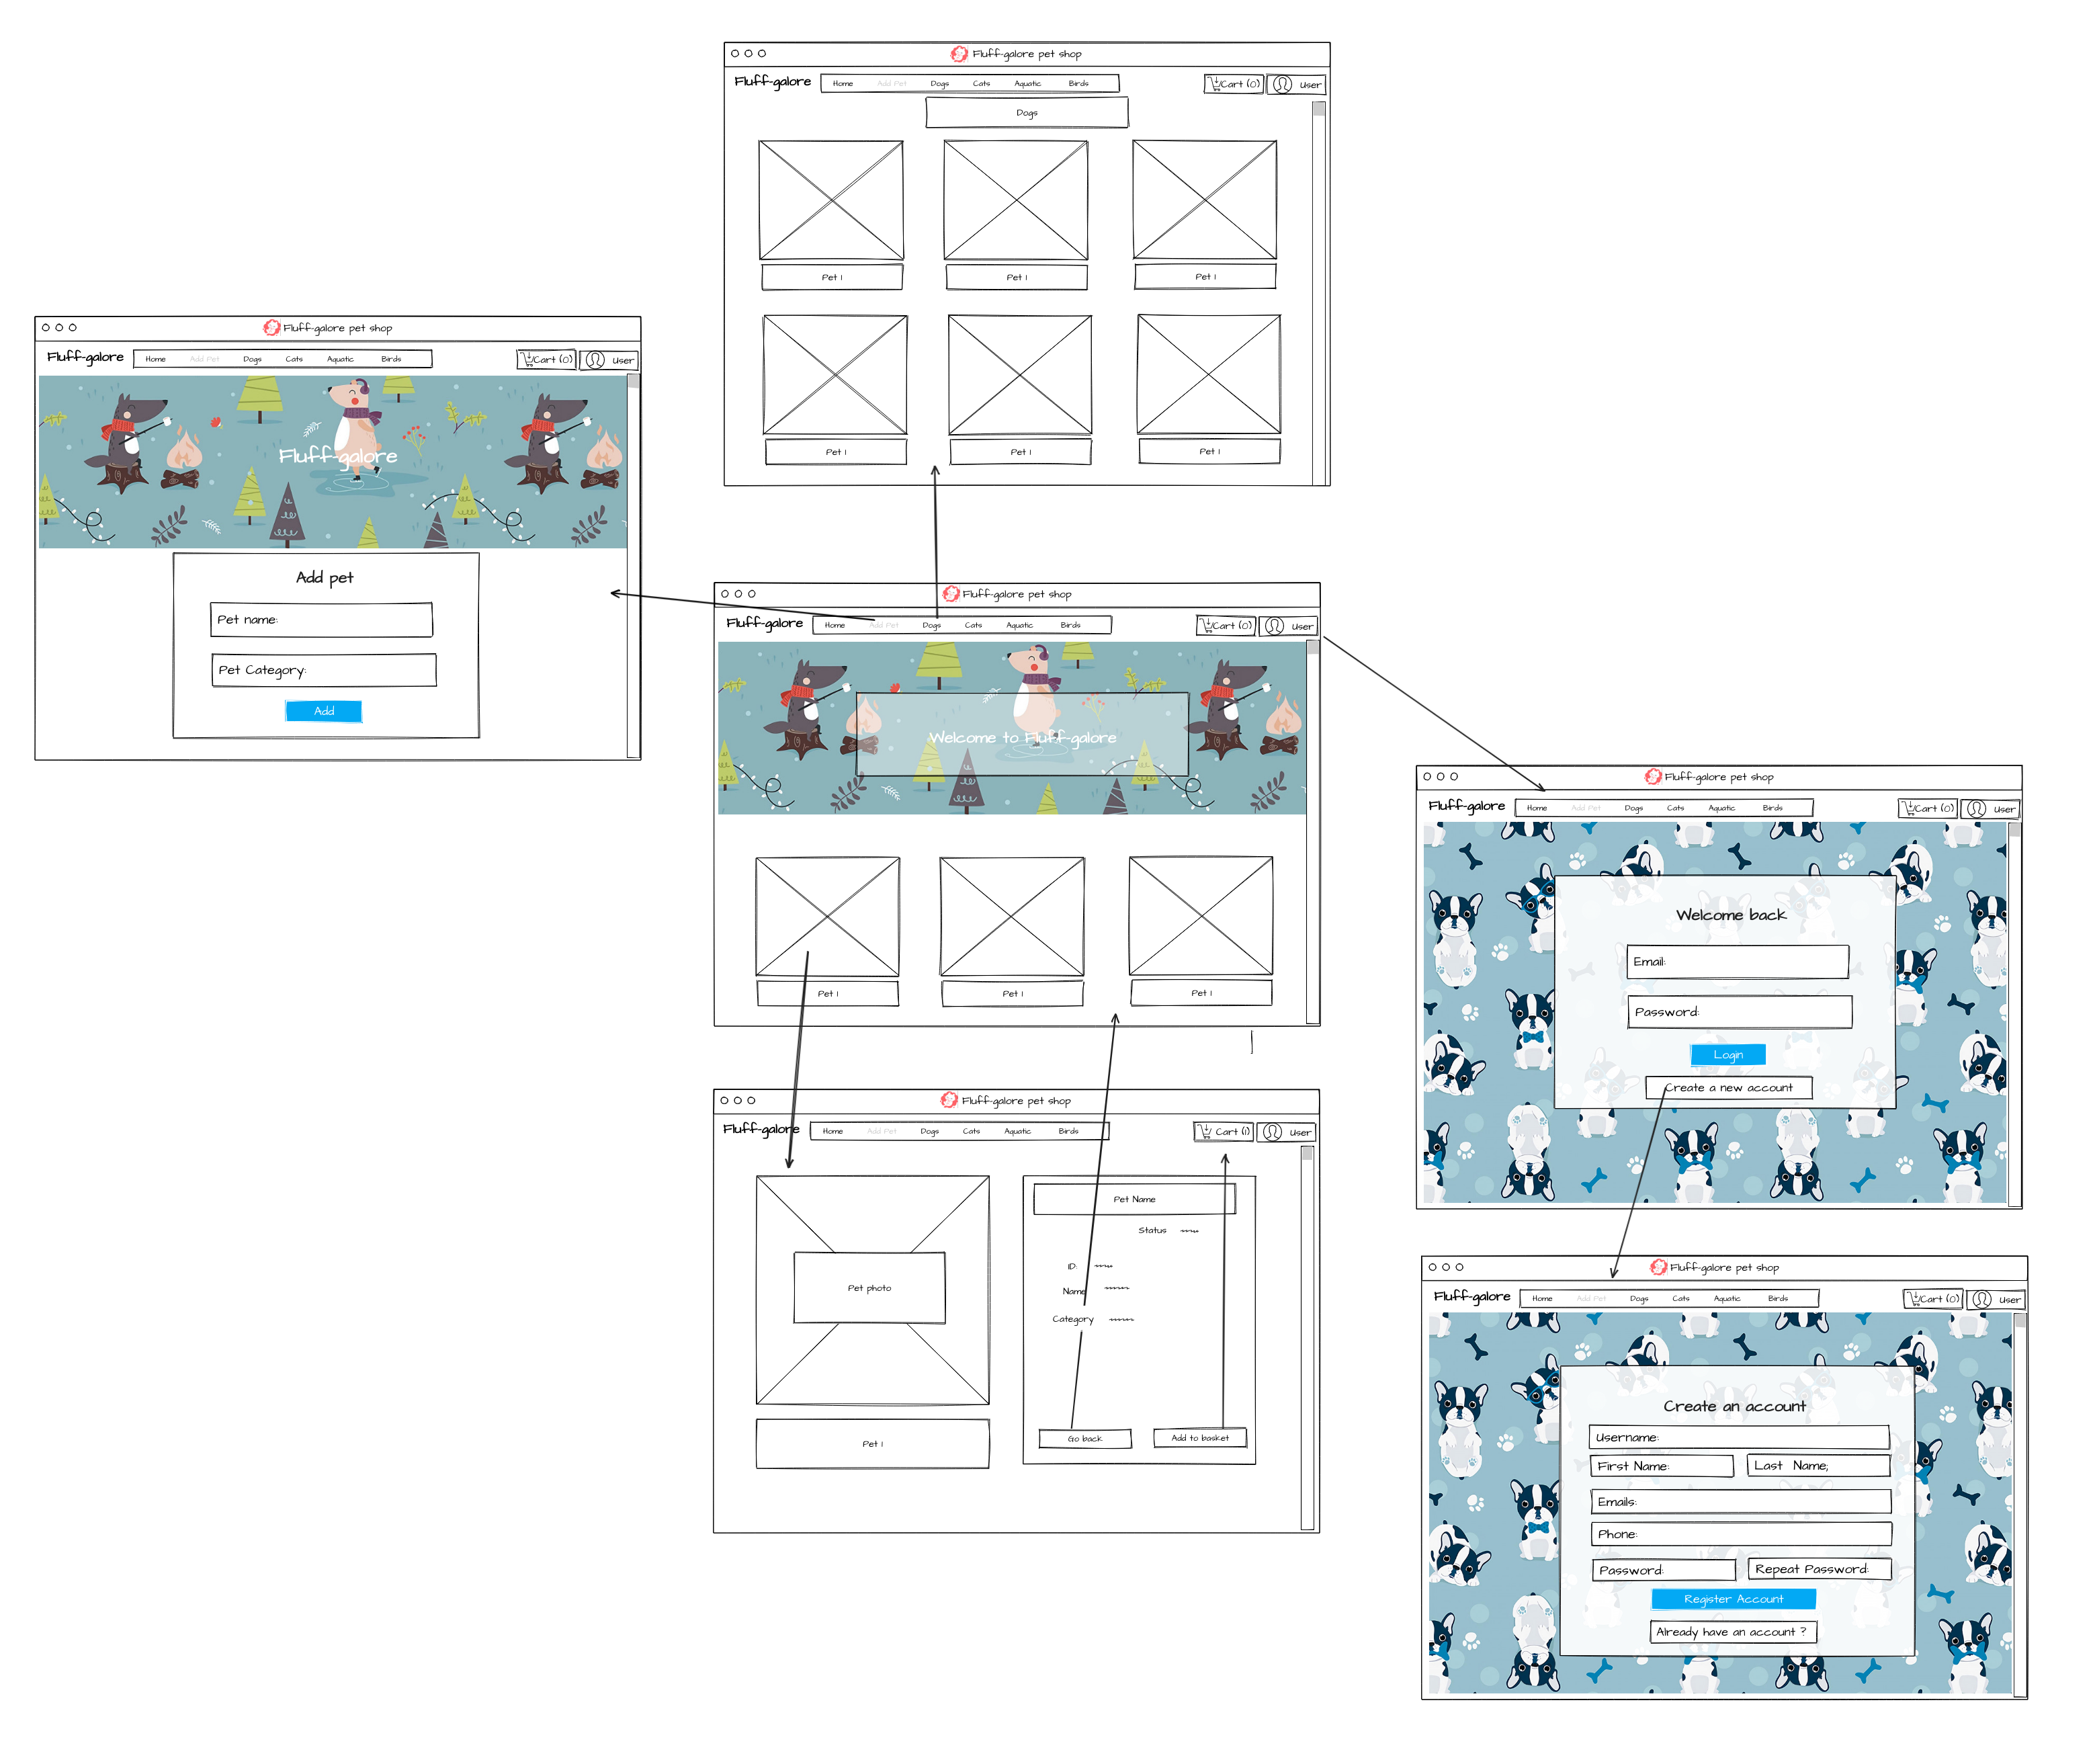 Fluff-galore pet shop
Fluff-galore Home Add Pet Dogs Cats Aquatic Birds Cart (0) User
Dogs
Pet 1 Pet 1 Pet 1
Pet 1 Pet 1 Pet 1
Fluff-galore pet shop
Fluff-galore Home Add Pet Dogs Cats Aquatic Birds Cart (0) User
Fluff-galore
Add pet
Pet name:
Pet Category:
Add
Fluff-galore pet shop
Fluff-galore Home Add Pet Dogs Cats Aquatic Birds Cart (0) User
Welcome to Fluff-galore
Pet 1 Pet 1 Pet 1
Fluff-galore pet shop
Fluff-galore Home Add Pet Dogs Cats Aquatic Birds Cart (0) User
Welcome back
Email:
Password:
Login
Create a new account
Fluff-galore pet shop
Fluff-galore Home Add Pet Dogs Cats Aquatic Birds Cart (1) User
Pet Name
Status
ID:
Pet photo
Name
Category
Go back Add to basket
Pet 1
Fluff-galore pet shop
Fluff-galore Home Add Pet Dogs Cats Aquatic Birds Cart (0) User
Create an account
Username:
First Name: Last Name;
Emails:
Phone:
Password: Repeat Password:
Register Account
Already have an account ?